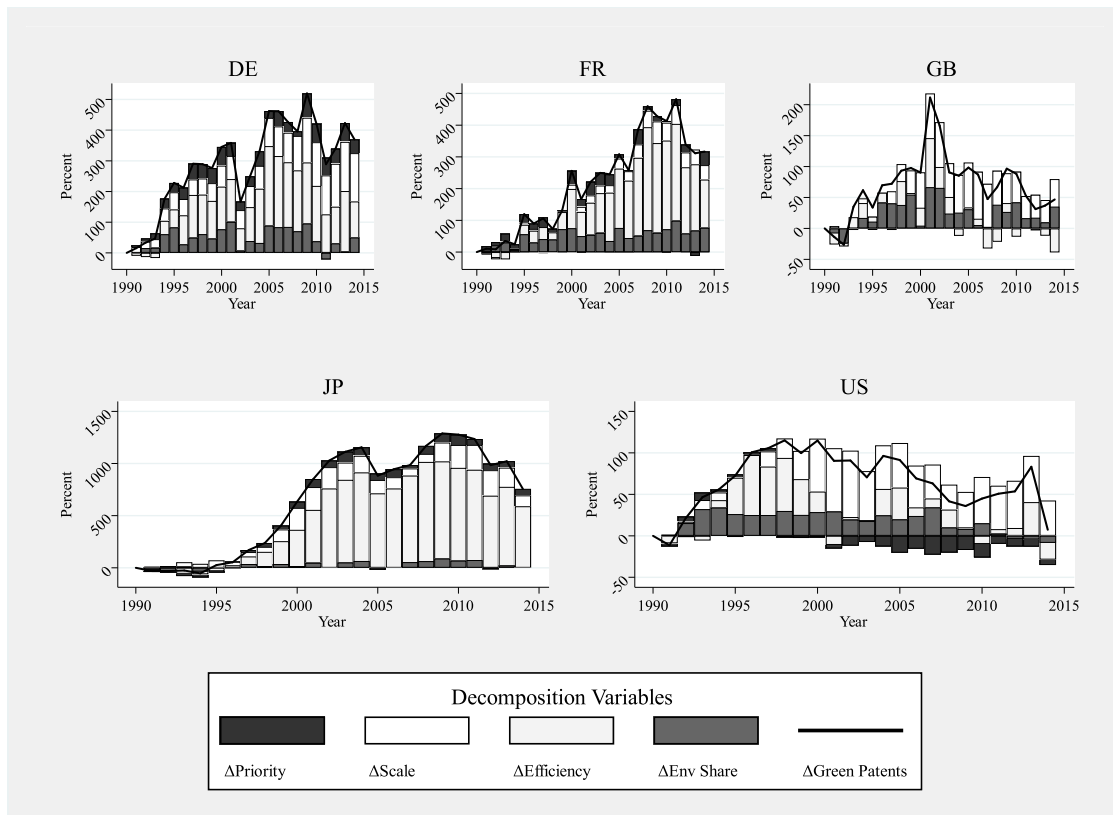 DE
Percent
500
400
300
200
100
0
1990 1995 2000 2005 2010 2015
Year
FR
Percent
500
400
300
200
100
0
1990 1995 2000 2005 2010 2015
Year
GB
Percent
200
150
100
50
0
-50
1990 1995 2000 2005 2010 2015
Year
JP
Percent
1500
1000
500
0
1990 1995 2000 2005 2010 2015
Year
US
Percent
150
100
50
0
-50
1990 1995 2000 2005 2010 2015
Year
Decomposition Variables
ΔPriority ΔScale ΔEfficiency ΔEnv Share ΔGreen Patents